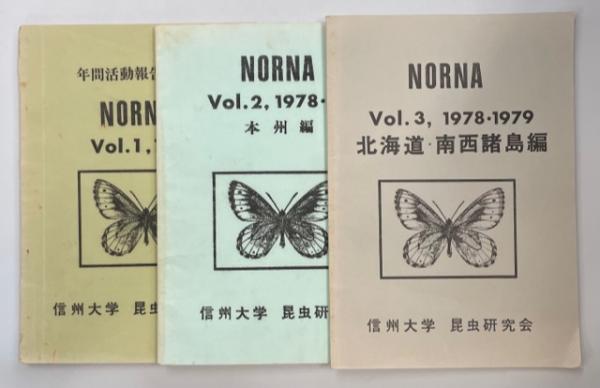 年間活動報告
NORN
Vol.1,
信州大学 昆虫
NORNA
Vol.2, 1978・
本州編
信州大学 昆虫研
NORNA
Vol. 3, 1978・1979
北海道・南西諸島編
信州大学 昆虫研究会